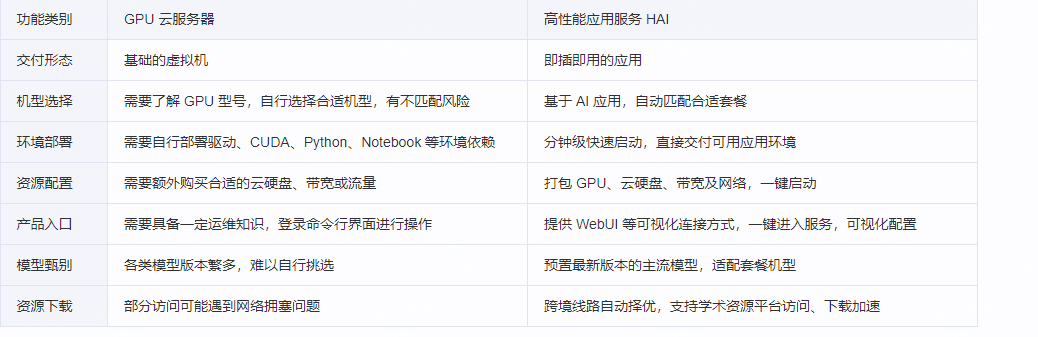 功能类别 GPU 云服务器 高性能应用服务 HAI
交付形态 基础的虚拟机 即插即用的应用
机型选择 需要了解 GPU 型号，自行选择合适机型，有不匹配风险 基于 AI 应用，自动匹配合适套餐
环境部署 需要自行部署驱动、CUDA、Python、Notebook 等环境依赖 分钟级快速启动，直接交付可用应用环境
资源配置 需要额外购买合适的云硬盘、带宽或流量 打包 GPU、云硬盘、带宽及网络，一键启动
产品入口 需要具备一定运维知识，登录命令行界面进行操作 提供 WebUI 等可视化连接方式，一键进入服务，可视化配置
模型甄别 各类模型版本繁多，难以自行挑选 预置最新版本的主流模型，适配套餐机型
资源下载 部分访问可能遇到网络拥塞问题 跨境线路自动择优，支持学术资源平台访问、下载加速